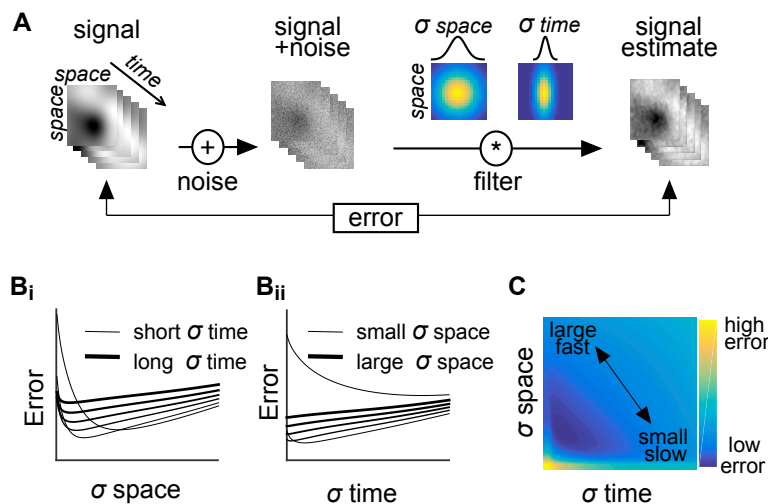 A
signal
space
time
space
+
noise
signal
+noise
σ space
σ time
space
*
filter
signal
estimate
error
Bi
short σ time
long σ time
Error
σ space
Bii
small σ space
large σ space
Error
σ time
C
large
fast
small
slow
σ space
σ time
high
error
low
error